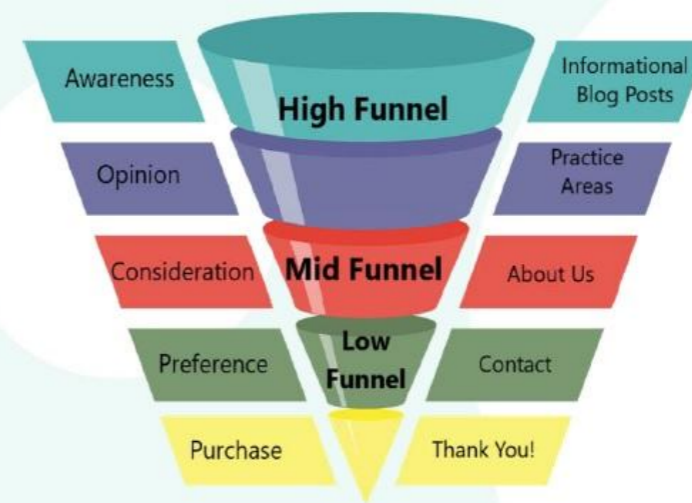 Awareness
High Funnel
Informational
Blog Posts
Opinion
Practice
Areas
Consideration
Mid Funnel
About Us
Preference
Low
Funnel
Contact
Purchase
Thank You!